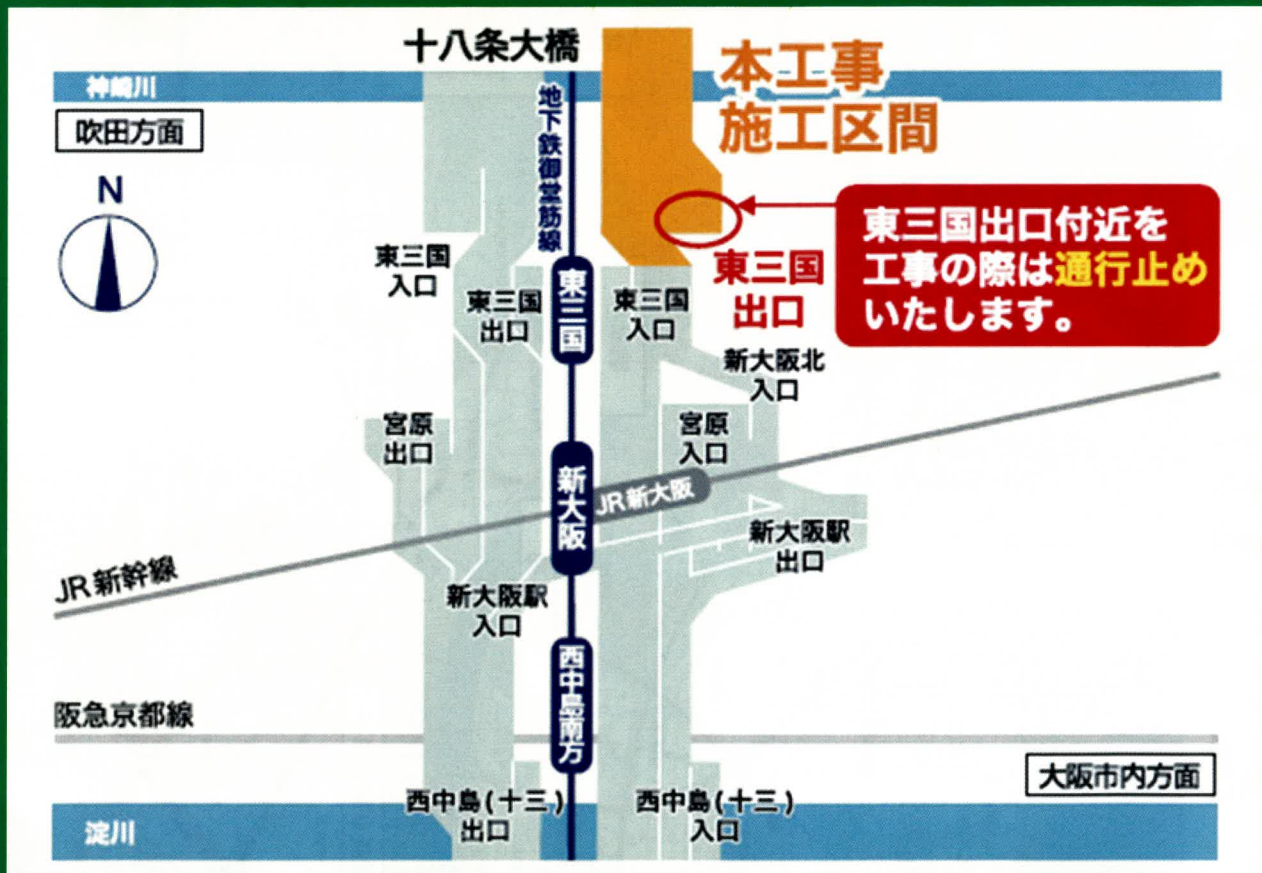 十八条大橋
神崎川
吹田方面
N
地下鉄御堂筋線
本工事
施工区間
東三国出口付近を
工事の際は通行止め
いたします。
東三国
出口
東三国
入口
東三国
出口
東三国
東三国
入口
新大阪北
入口
宮原
出口
宮原
入口
新大阪
JR新大阪
新大阪駅
出口
JR新幹線
新大阪駅
入口
西中島南方
阪急京都線
大阪市内方面
西中島(十三)
出口
西中島(十三)
入口
淀川